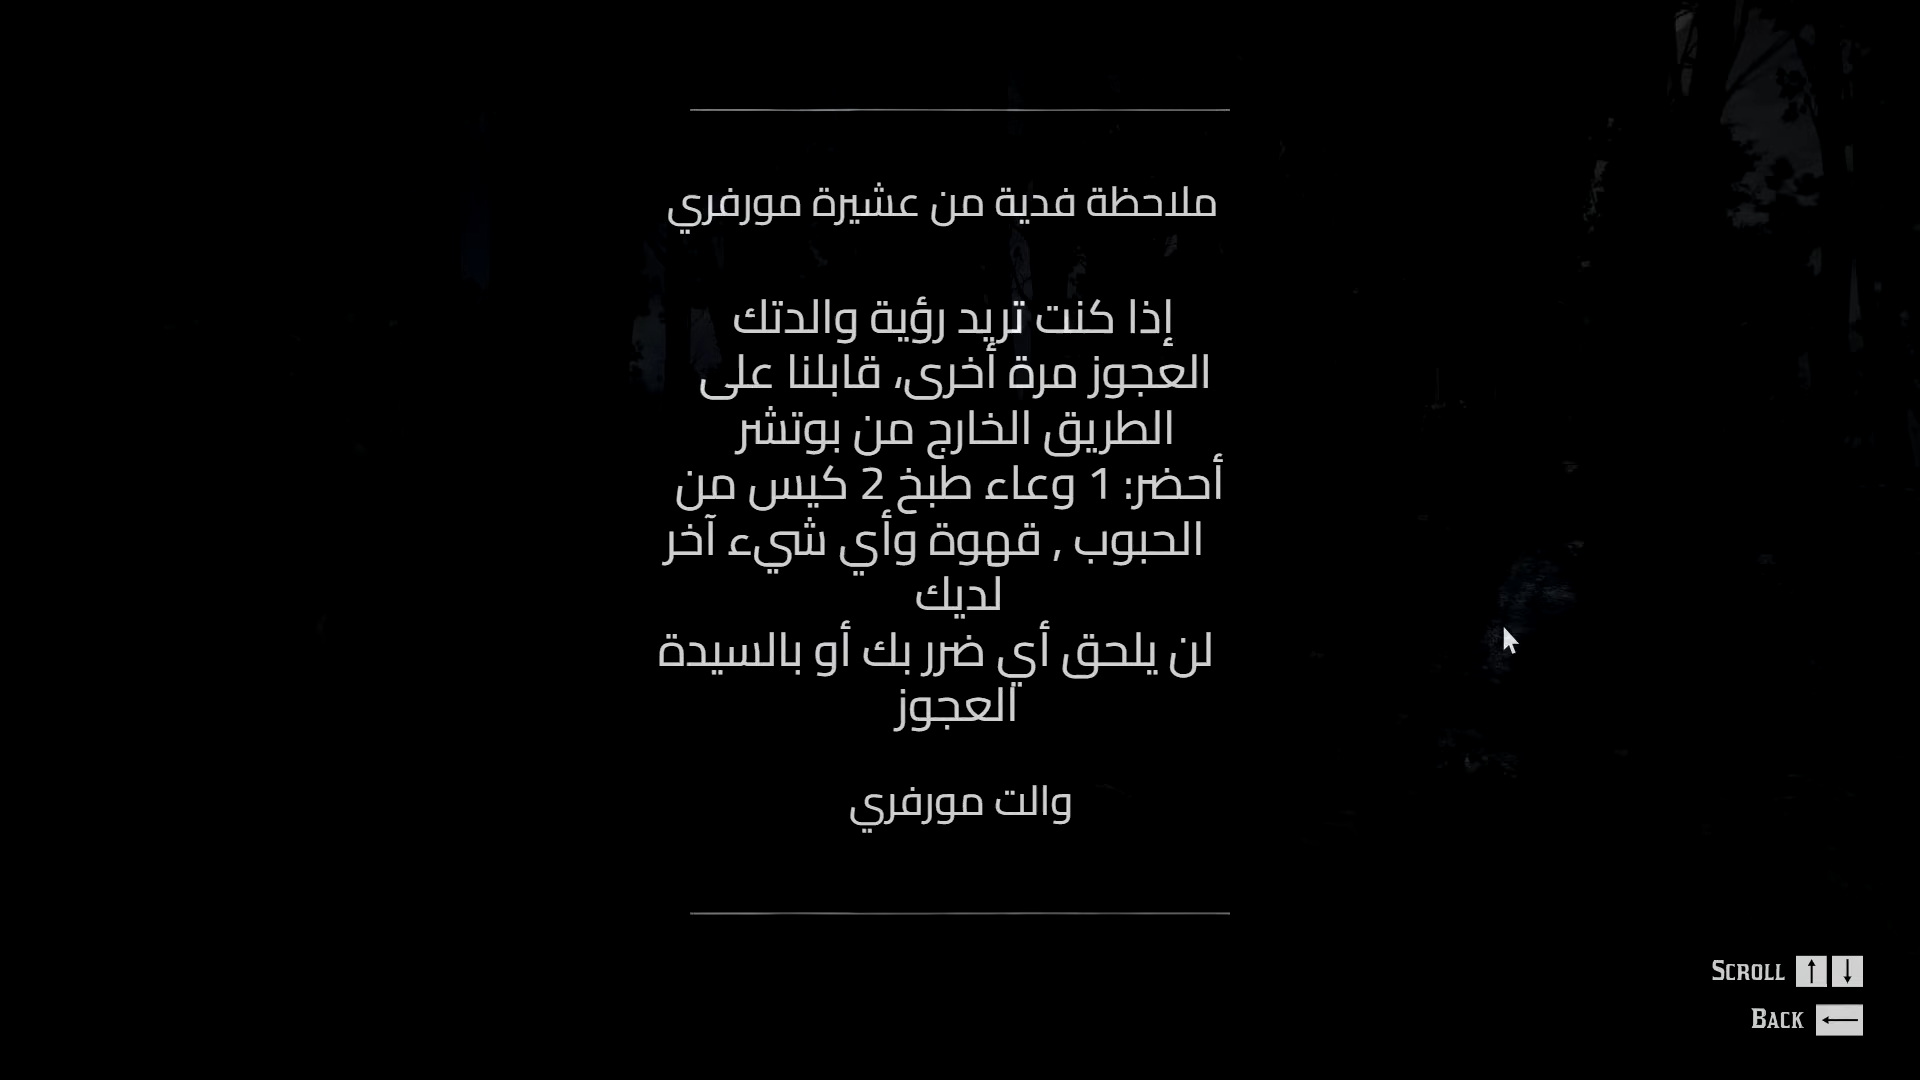 ملاحظة فدية من عشيرة مورفري
إذا كنت تريد رؤية والدتك
العجوز مرة أخرى، قابلنا على
الطريق الخارج من بوتشر
أحضر: 1 وعاء طبخ 2 كيس من
الحبوب , قهوة وأي شيء آخر
لديك
لن يلحق أي ضرر بك أو بالسيدة
العجوز
والت مورفري
SCROLL ↑ ↓
BACK ←